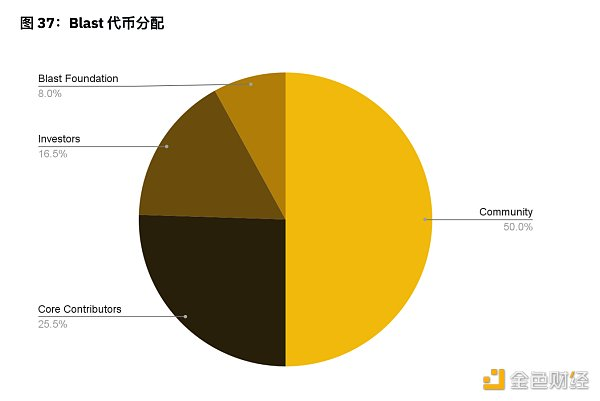 图 37：Blast 代币分配
Blast Foundation
8.0%
Investors
16.5%
Community
50.0%
Core Contributors
25.5%
金色财经